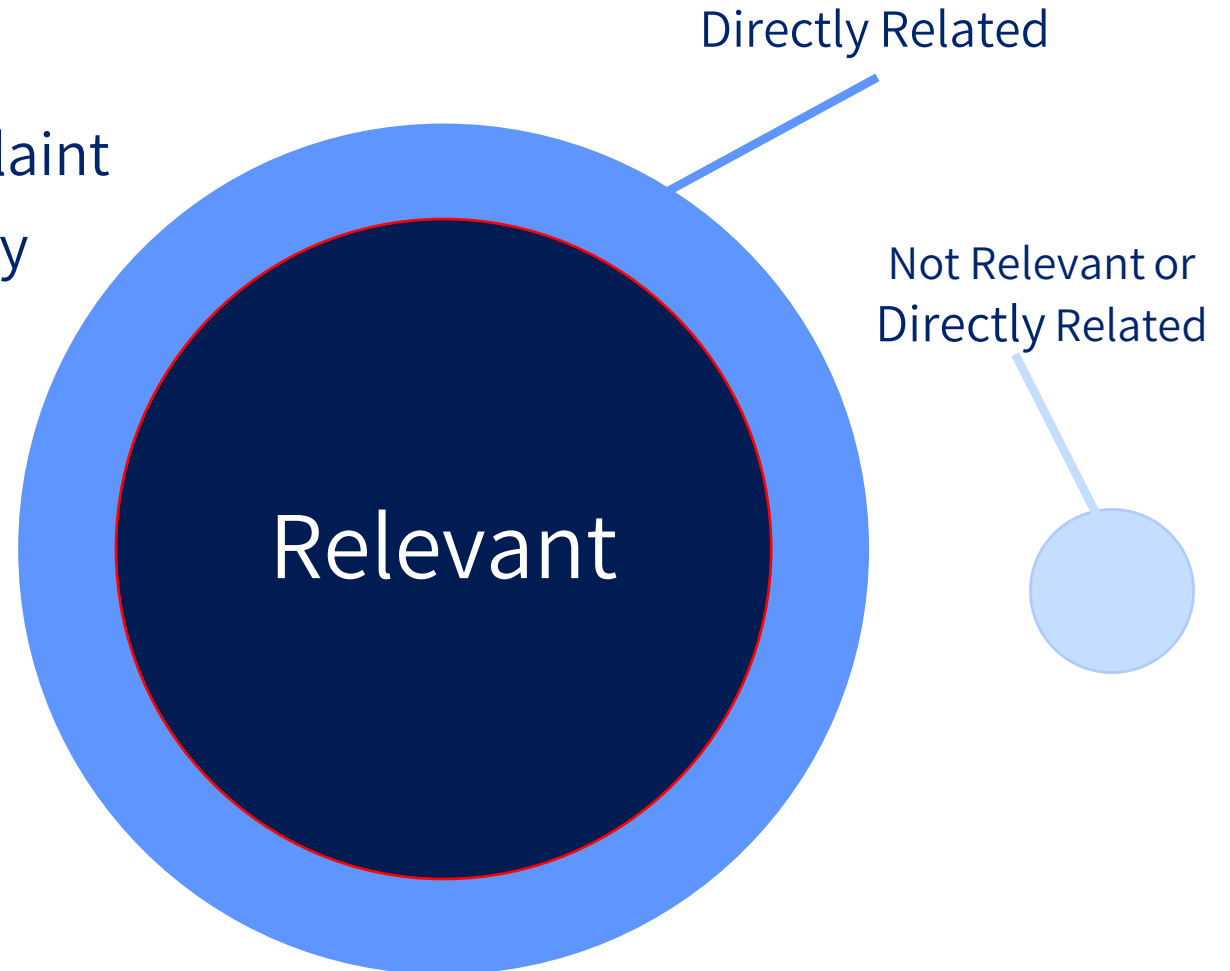 Directly Related
laint
y
Not Relevant or
Directly Related
Relevant